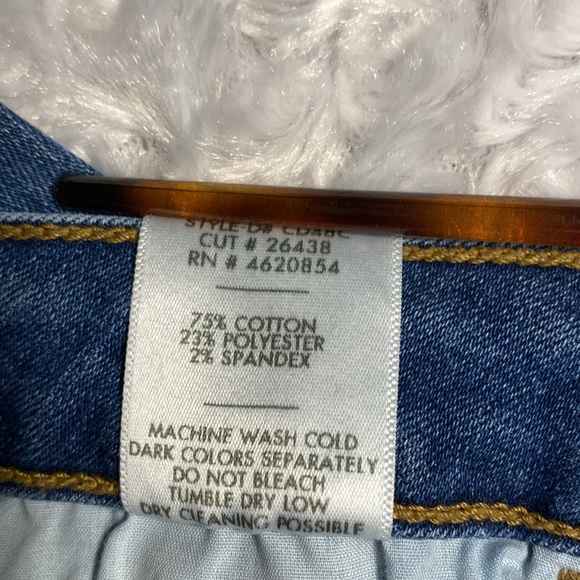 CUT # 26438
RN # 4620854
75% COTTON
23% POLYESTER
2% SPANDEX
MACHINE WASH COLD
DARK COLORS SEPARATELY
DO NOT BLEACH
TUMBLE DRY LOW
DRY CLEANING POSSIBLE